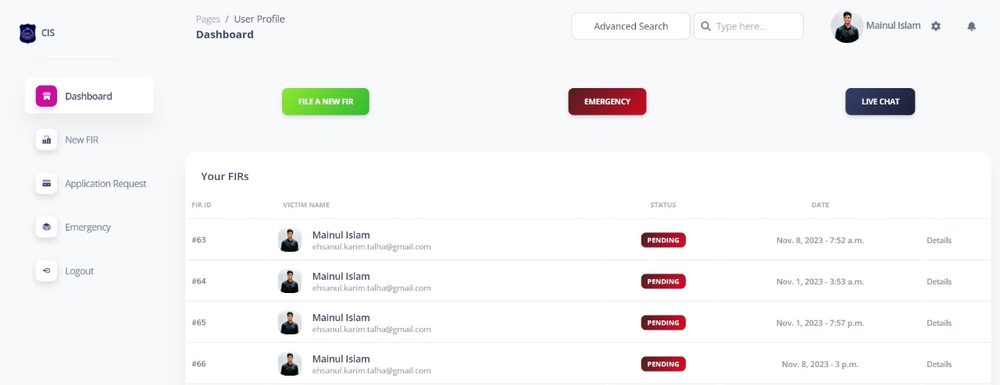 CIS
Pages / User Profile
Dashboard
Advanced Search
Type here...
Mainul Islam
Dashboard
New FIR
Application Request
Emergency
Logout
FILE A NEW FIR
EMERGENCY
LIVE CHAT
Your FIRs
FIR ID VICTIM NAME STATUS DATE
#63 Mainul Islam PENDING Nov. 8, 2023 - 7:52 a.m. Details
ehsanul.karim.talha@gmail.com
#64 Mainul Islam PENDING Nov. 1, 2023 - 3:53 a.m. Details
ehsanul.karim.talha@gmail.com
#65 Mainul Islam PENDING Nov. 1, 2023 - 7:57 p.m. Details
ehsanul.karim.talha@gmail.com
#66 Mainul Islam PENDING Nov. 8, 2023 - 3 p.m. Details
ehsanul.karim.talha@gmail.com